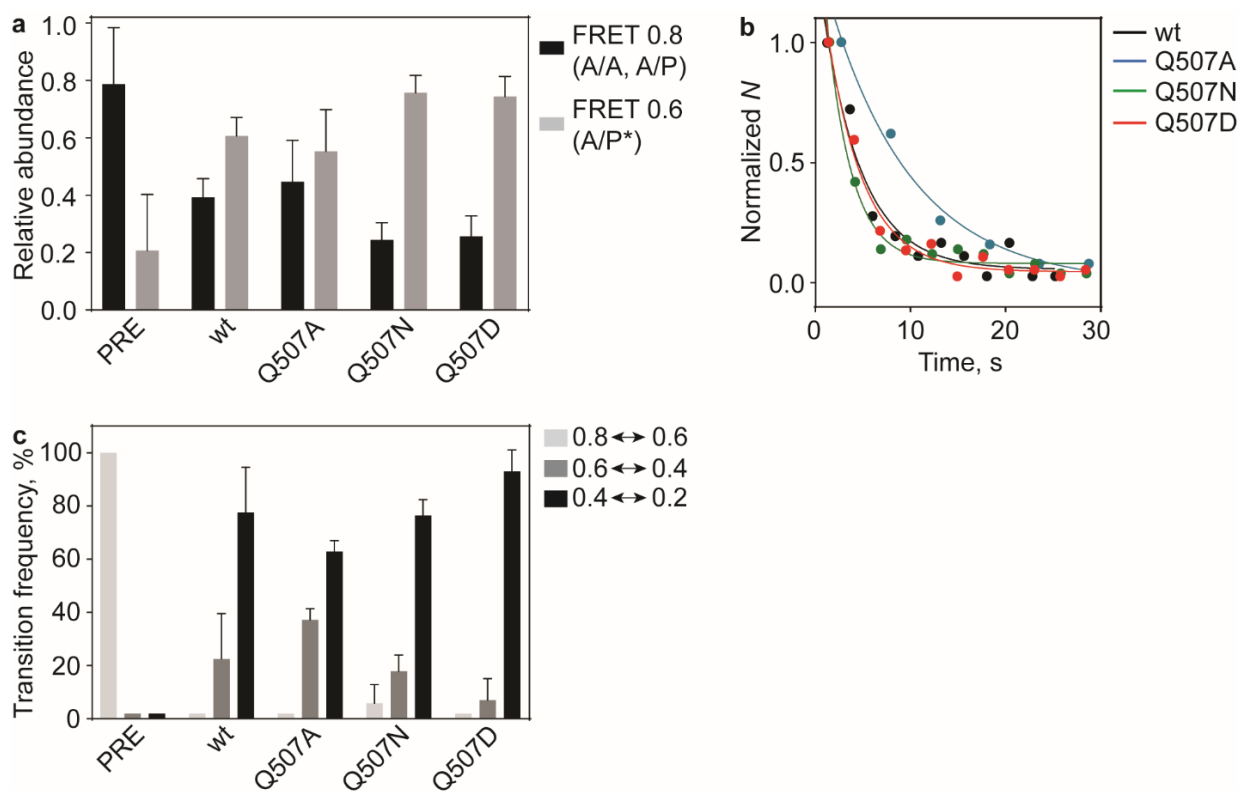 a
Relative abundance
1.0
0.8
0.6
0.4
0.2
0.0
PRE
wt
Q507A
Q507N
Q507D
FRET 0.8
(A/A, A/P)
FRET 0.6
(A/P*)
b
Normalized N
1.0
0.5
0.0
0
10
20
30
Time, s
wt
Q507A
Q507N
Q507D
c
Transition frequency, %
100
80
60
40
20
0
PRE
wt
Q507A
Q507N
Q507D
0.8↔0.6
0.6↔0.4
0.4↔0.2